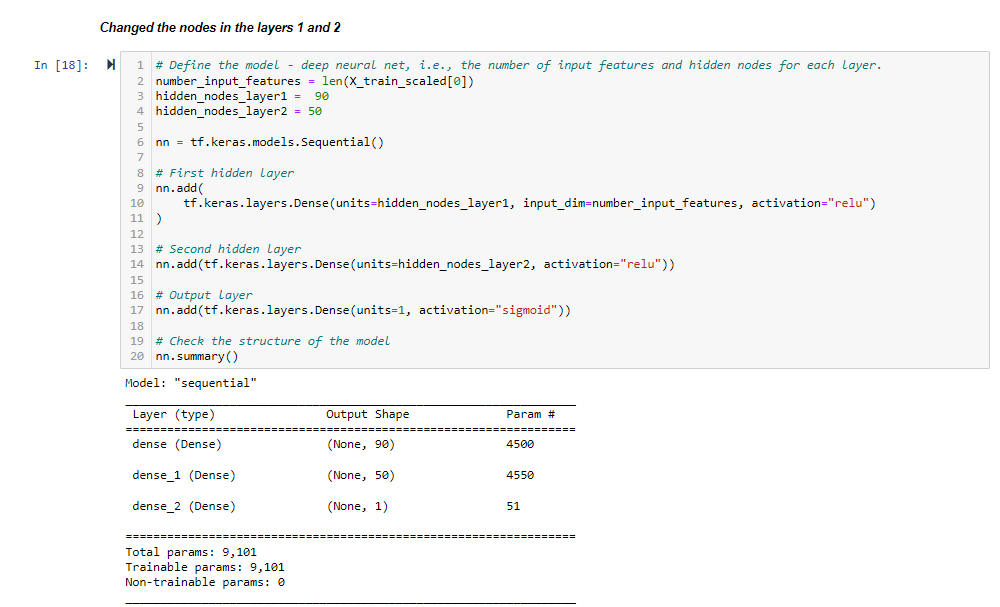 Changed the nodes in the layers 1 and 2
In [18]:
1 # Define the model - deep neural net, i.e., the number of input features and hidden nodes for each layer.
2 number_input_features = len(X_train_scaled[0])
3 hidden_nodes_layer1 =  90
4 hidden_nodes_layer2 = 50
5
6 nn = tf.keras.models.Sequential()
7
8 # First hidden layer
9 nn.add(
10     tf.keras.layers.Dense(units=hidden_nodes_layer1, input_dim=number_input_features, activation="relu")
11 )
12
13 # Second hidden layer
14 nn.add(tf.keras.layers.Dense(units=hidden_nodes_layer2, activation="relu"))
15
16 # Output layer
17 nn.add(tf.keras.layers.Dense(units=1, activation="sigmoid"))
18
19 # Check the structure of the model
20 nn.summary()
Model: "sequential"
_________________________________________________________________
Layer (type)                Output Shape              Param #
=================================================================
dense (Dense)               (None, 90)                4500
dense_1 (Dense)             (None, 50)                4550
dense_2 (Dense)             (None, 1)                 51
=================================================================
Total params: 9,101
Trainable params: 9,101
Non-trainable params: 0
_________________________________________________________________